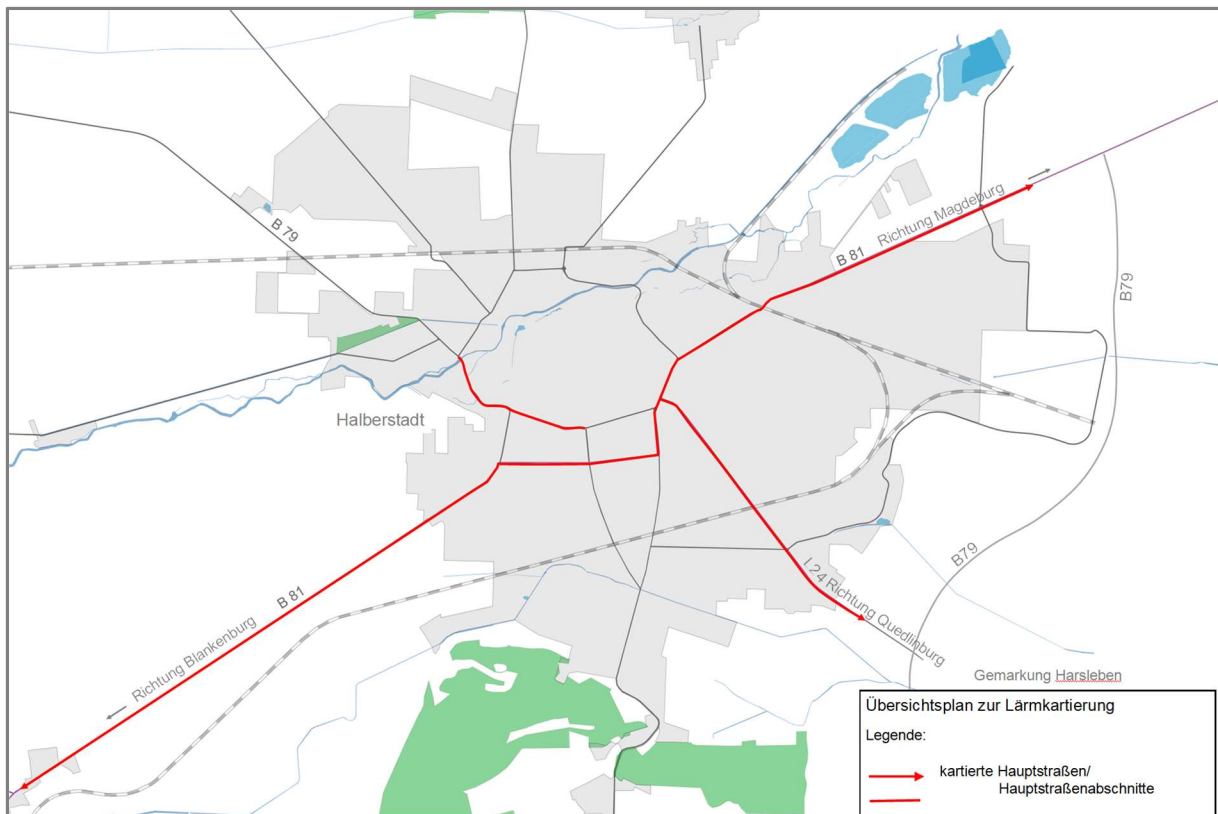 B 79
Richtung Magdeburg
B 81
B79
Halberstadt
B79
L24 Richtung Quedlinburg
B 81
Richtung Blankenburg
Gemarkung Harsleben
Übersichtsplan zur Lärmkartierung
Legende:
kartierte Hauptstraßen/
Hauptstraßenabschnitte